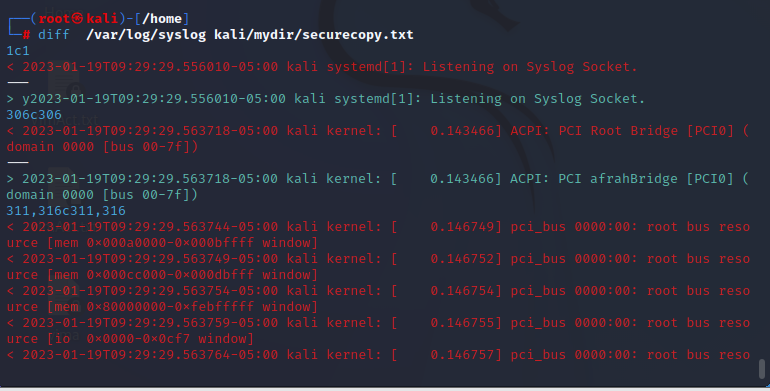 ┌──(root㉿kali)-[/home]
└─# diff  /var/log/syslog kali/mydir/securecopy.txt
1c1
< 2023-01-19T09:29:29.556010-05:00 kali systemd[1]: Listening on Syslog Socket.
---
> y2023-01-19T09:29:29.556010-05:00 kali systemd[1]: Listening on Syslog Socket.
306c306
< 2023-01-19T09:29:29.563718-05:00 kali kernel: [    0.143466] ACPI: PCI Root Bridge [PCI0] (
domain 0000 [bus 00-7f])
---
> 2023-01-19T09:29:29.563718-05:00 kali kernel: [    0.143466] ACPI: PCI afrahBridge [PCI0] (
domain 0000 [bus 00-7f])
311,316c311,316
< 2023-01-19T09:29:29.563744-05:00 kali kernel: [    0.146749] pci_bus 0000:00: root bus reso
urce [mem 0×000a0000-0×000bffff window]
< 2023-01-19T09:29:29.563749-05:00 kali kernel: [    0.146752] pci_bus 0000:00: root bus reso
urce [mem 0×000cc000-0×000dbfff window]
< 2023-01-19T09:29:29.563754-05:00 kali kernel: [    0.146754] pci_bus 0000:00: root bus reso
urce [mem 0×80000000-0×febfffff window]
< 2023-01-19T09:29:29.563759-05:00 kali kernel: [    0.146755] pci_bus 0000:00: root bus reso
urce [io  0×0000-0×0cf7 window]
< 2023-01-19T09:29:29.563764-05:00 kali kernel: [    0.146757] pci_bus 0000:00: root bus reso